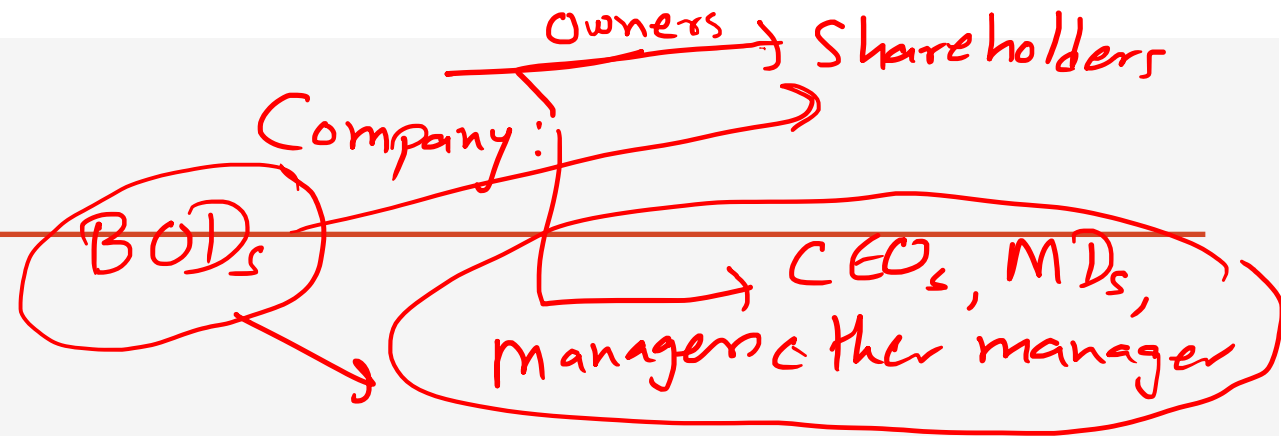 Owners Shareholders
Company:
BODs
CEOs, MDs,
Managers other manager